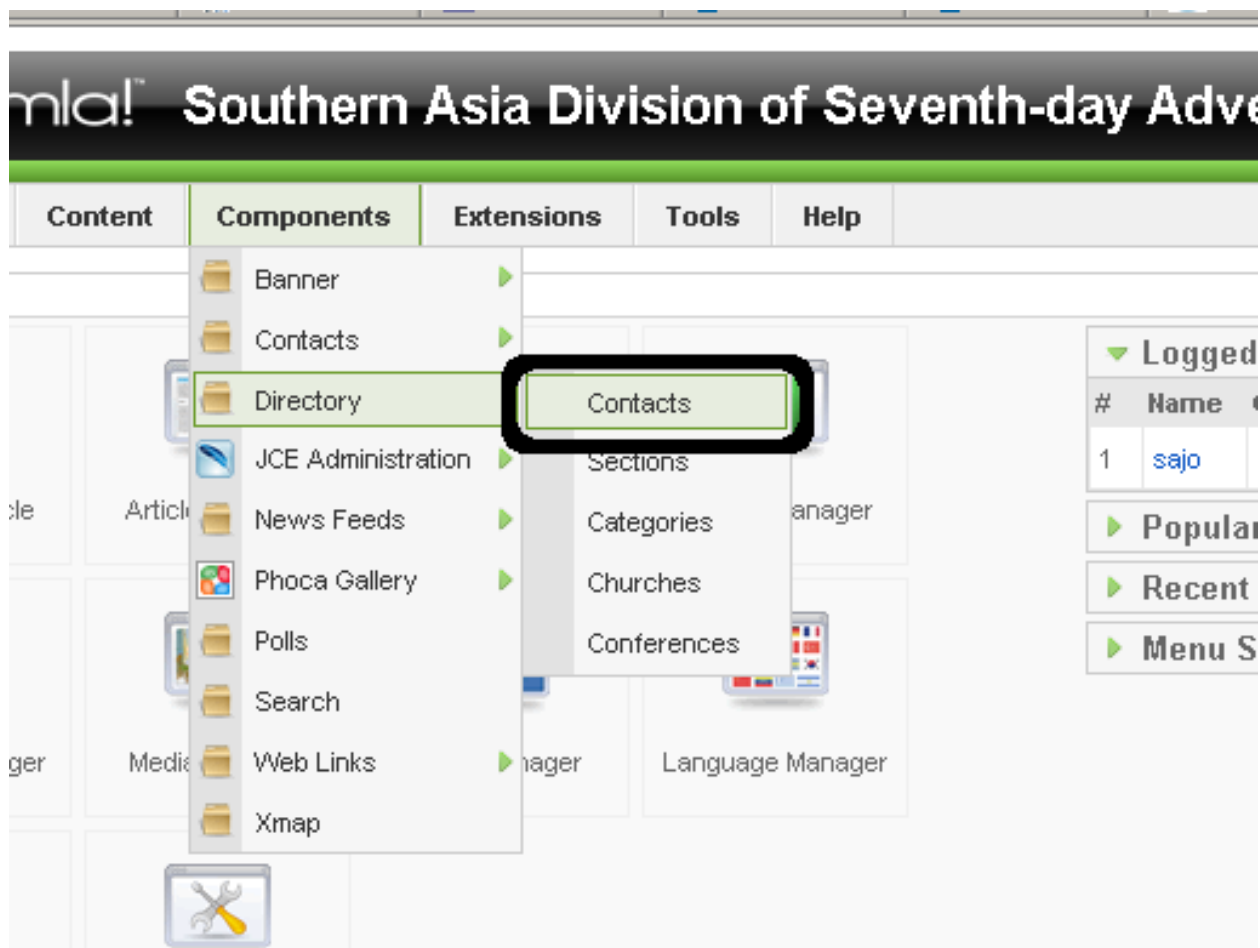 mla!™ Southern Asia Division of Seventh-day Adve
Content Components Extensions Tools Help
Banner
Contacts
Directory
JCE Administration
News Feeds
Phoca Gallery
Polls
Search
Web Links
Xmap
Contacts
Sections
Categories
Churches
Conferences
cle Articl anager
ger Media nager Language Manager
Logged
# Name
1 sajo
Popular
Recent
Menu S